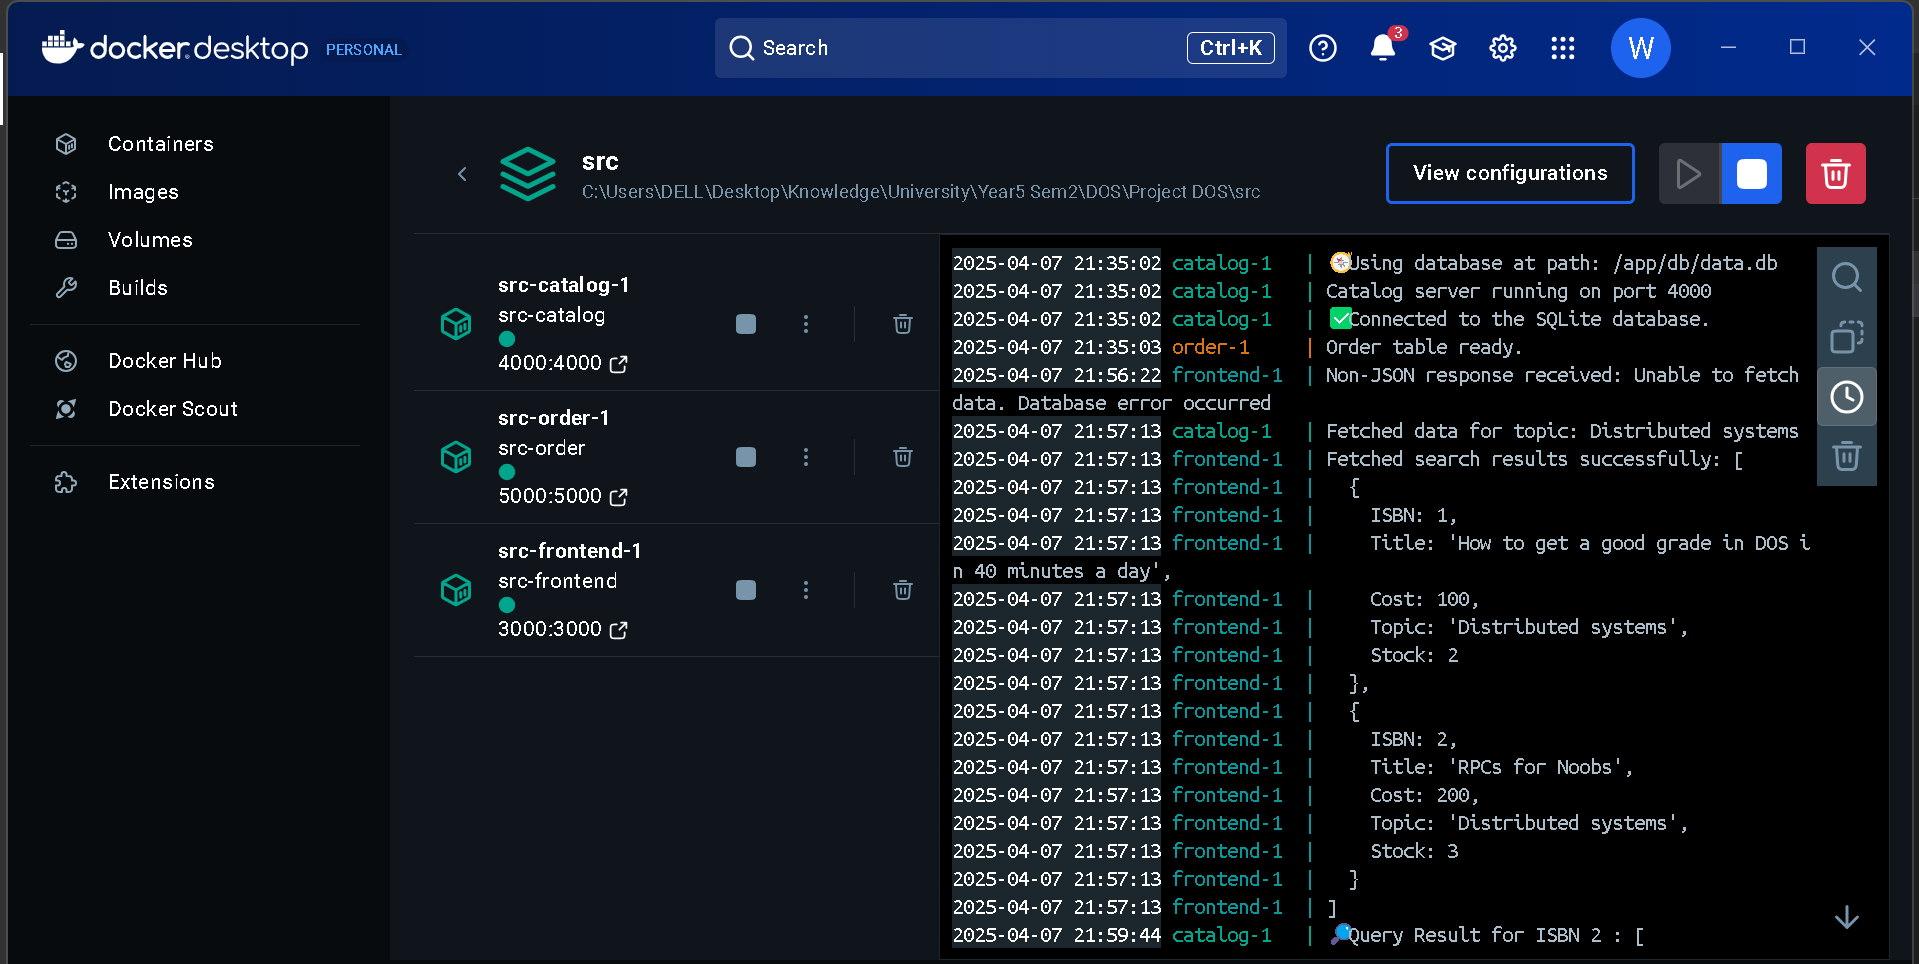 docker.desktop PERSONAL
Search
Ctrl+K
3
W
Containers
Images
Volumes
Builds
Docker Hub
Docker Scout
Extensions
src
C:\Users\DELL\Desktop\Knowledge\University\Year5 Sem2\DOS\Project DOS\src
View configurations
src-catalog-1
src-catalog
4000:4000
src-order-1
src-order
5000:5000
src-frontend-1
src-frontend
3000:3000
2025-04-07 21:35:02 catalog-1 | 🧭Using database at path: /app/db/data.db
2025-04-07 21:35:02 catalog-1 | Catalog server running on port 4000
2025-04-07 21:35:02 catalog-1 | ✅Connected to the SQLite database.
2025-04-07 21:35:03 order-1 | Order table ready.
2025-04-07 21:56:22 frontend-1 | Non-JSON response received: Unable to fetch
data. Database error occurred
2025-04-07 21:57:13 catalog-1 | Fetched data for topic: Distributed systems
2025-04-07 21:57:13 frontend-1 | Fetched search results successfully: [
2025-04-07 21:57:13 frontend-1 | {
2025-04-07 21:57:13 frontend-1 | ISBN: 1,
2025-04-07 21:57:13 frontend-1 | Title: 'How to get a good grade in DOS i
n 40 minutes a day',
2025-04-07 21:57:13 frontend-1 | Cost: 100,
2025-04-07 21:57:13 frontend-1 | Topic: 'Distributed systems',
2025-04-07 21:57:13 frontend-1 | Stock: 2
2025-04-07 21:57:13 frontend-1 | },
2025-04-07 21:57:13 frontend-1 | {
2025-04-07 21:57:13 frontend-1 | ISBN: 2,
2025-04-07 21:57:13 frontend-1 | Title: 'RPCs for Noobs',
2025-04-07 21:57:13 frontend-1 | Cost: 200,
2025-04-07 21:57:13 frontend-1 | Topic: 'Distributed systems',
2025-04-07 21:57:13 frontend-1 | Stock: 3
2025-04-07 21:57:13 frontend-1 | }
2025-04-07 21:57:13 frontend-1 | ]
2025-04-07 21:59:44 catalog-1 | 🔎Query Result for ISBN 2 : [